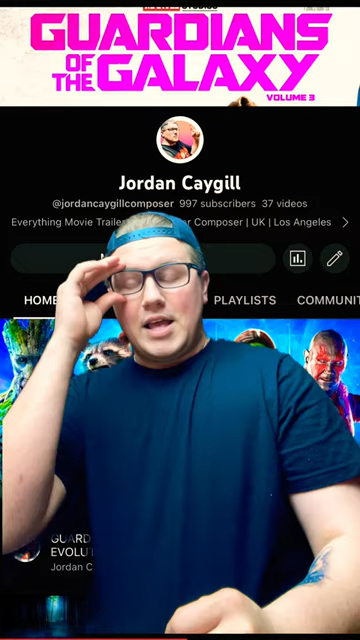 GUARDIANS
OF
THE GALAXY
VOLUME 3
Jordan Caygill
@jordancaygillcomposer 997 subscribers 37 videos
Everything Movie Trailer Composer | UK | Los Angeles
HOME PLAYLISTS
GUARD
EVOLUT
Jordan C